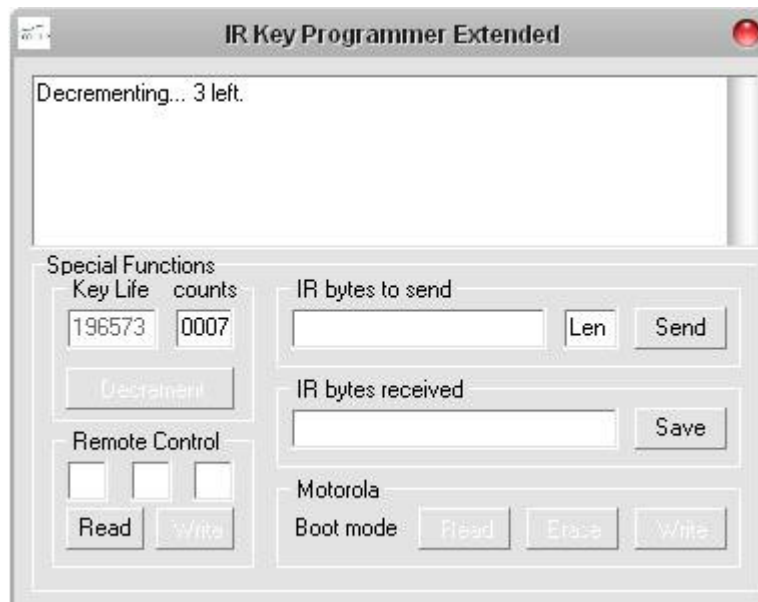 IR Key Programmer Extended
Decrementing... 3 left.
Special Functions
Key Life counts
196573 0007
Decrament
IR bytes to send
Len Send
IR bytes received
Save
Remote Control
Read Write
Motorola
Boot mode Read Erase Write